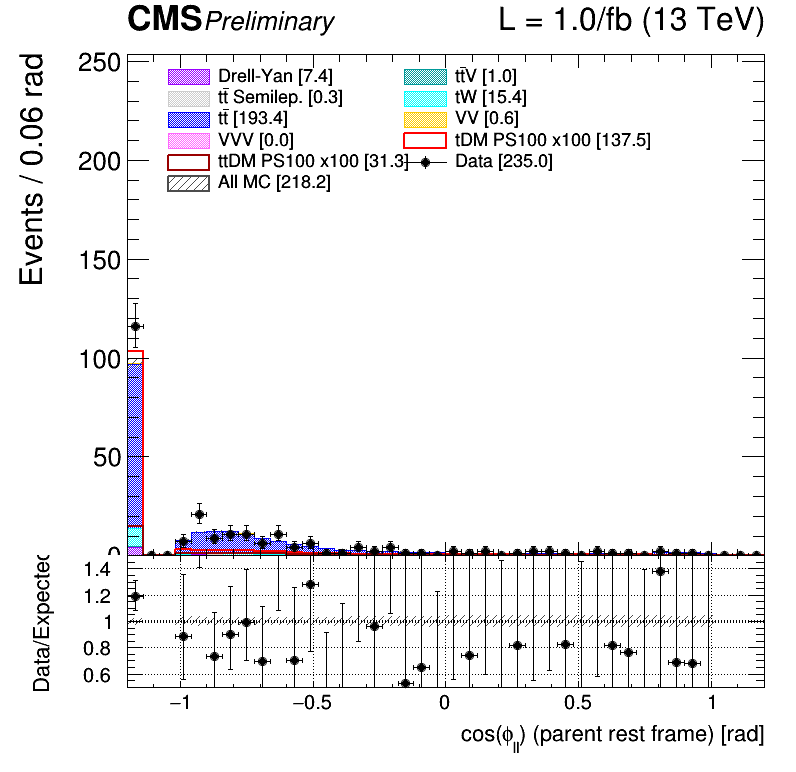 CMS Preliminary L = 1.0/fb (13 TeV)
Events / 0.06 rad
250
200
150
100
50
0
Drell-Yan [7.4]
tt̄ Semilep. [0.3]
tt̄ [193.4]
VVV [0.0]
ttDM PS100 x100 [31.3]
All MC [218.2]
tt̄V [1.0]
tW [15.4]
VV [0.6]
tDM PS100 x100 [137.5]
Data [235.0]
Data/Expected
1.4
1.2
1
0.8
0.6
−1 −0.5 0 0.5 1
cos(ϕ_ll) (parent rest frame) [rad]